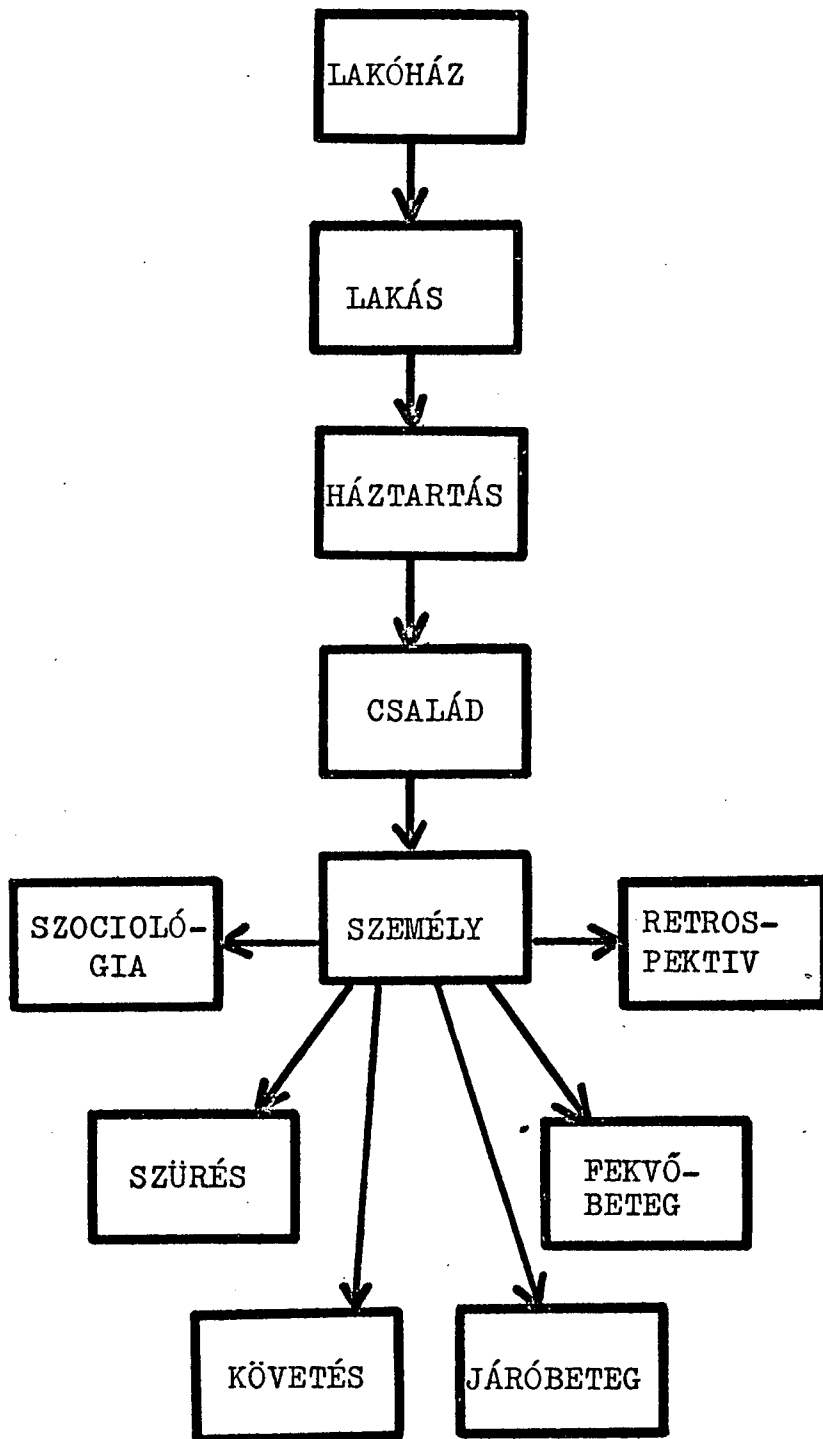 LAKÓHÁZ
LAKÁS
HÁZTARTÁS
CSALÁD
SZOCIOLÓ-
GIA
SZEMÉLY
RETROS-
PEKTIV
SZÜRÉS
FEKVŐ-
BETEG
KÖVETÉS
JÁRÓBETEG